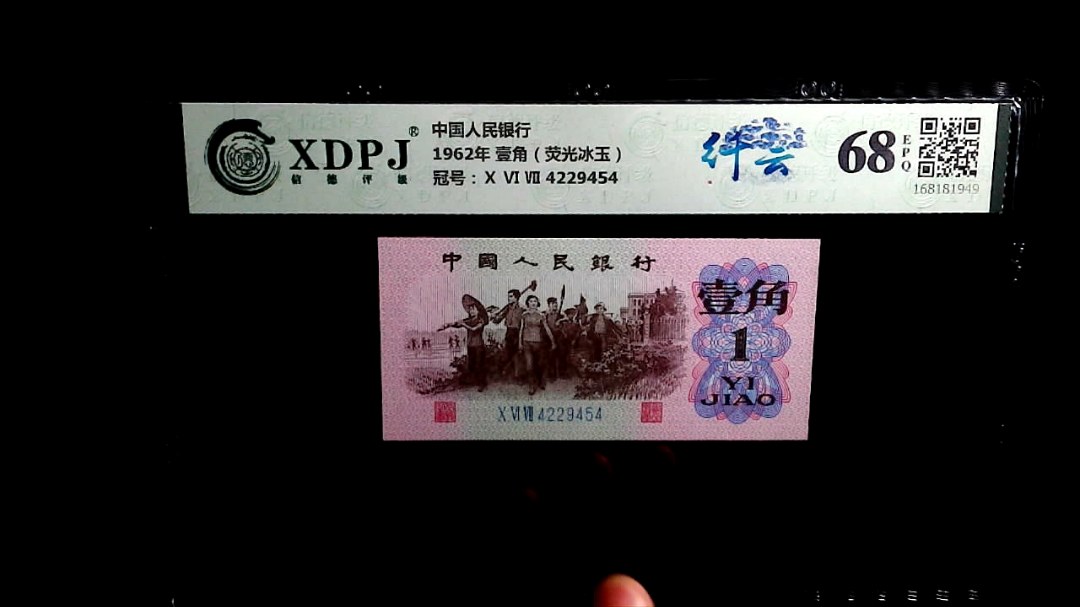 XDPJ®
信德评级
中国人民银行
1962年 壹角（荧光冰玉）
冠号：X VI VII 4229454
纤云
68
EPQ
168181949
中國人民銀行
壹角
1
YI
JIAO
X VI VIII 4229454